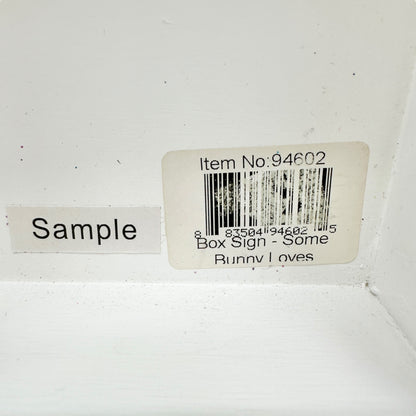 Sample
Item No:94602
8 83504 94602 5
Box Sign - Some
Bunny Loves